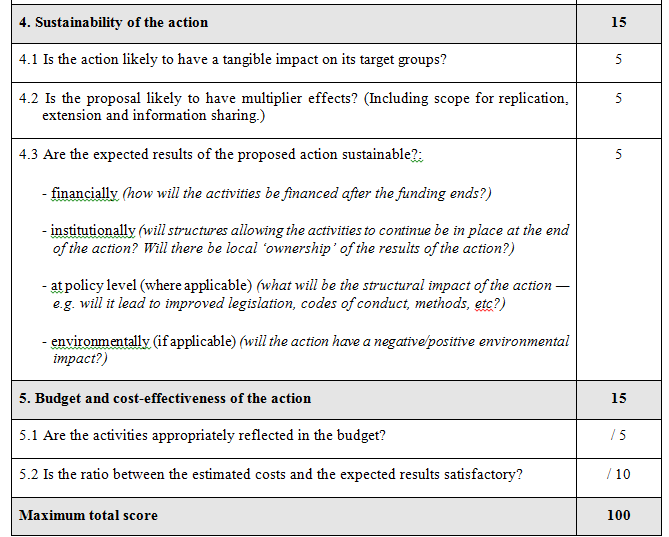 4. Sustainability of the action 15
4.1 Is the action likely to have a tangible impact on its target groups? 5
4.2 Is the proposal likely to have multiplier effects? (Including scope for replication, 5
extension and information sharing.)
4.3 Are the expected results of the proposed action sustainable?: 5
- financially (how will the activities be financed after the funding ends?)
- institutionally (will structures allowing the activities to continue be in place at the end
of the action? Will there be local ‘ownership’ of the results of the action?)
- at policy level (where applicable) (what will be the structural impact of the action —
e.g. will it lead to improved legislation, codes of conduct, methods, etc?)
- environmentally (if applicable) (will the action have a negative/positive environmental
impact?)
5. Budget and cost-effectiveness of the action 15
5.1 Are the activities appropriately reflected in the budget? / 5
5.2 Is the ratio between the estimated costs and the expected results satisfactory? / 10
Maximum total score 100